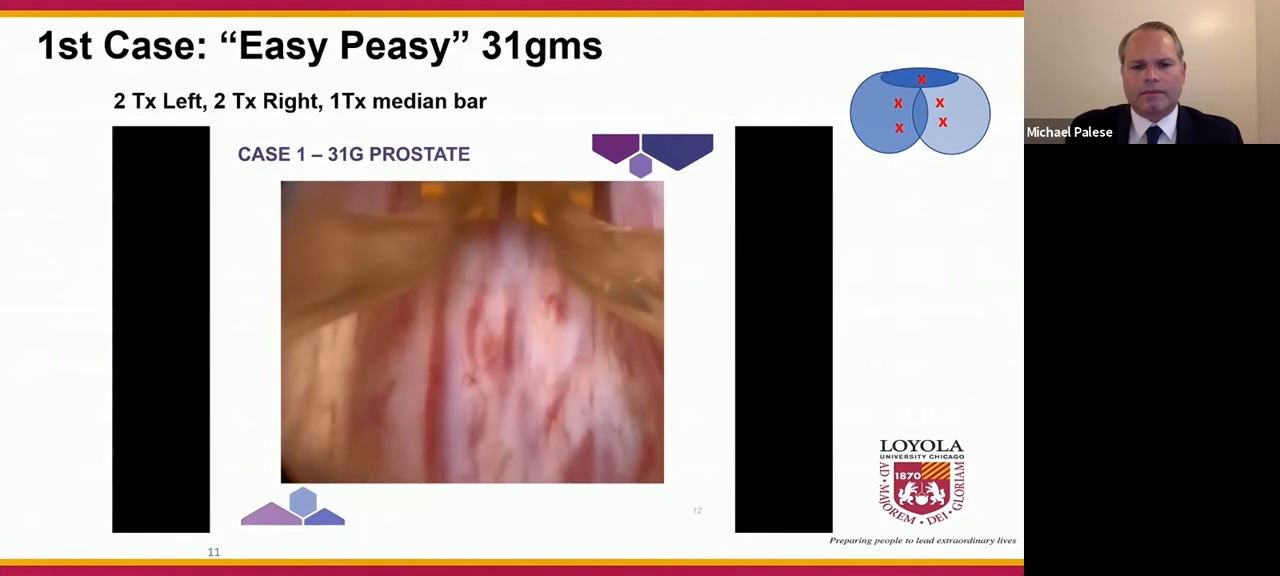 1st Case: “Easy Peasy” 31gms
2 Tx Left, 2 Tx Right, 1Tx median bar
x
x x
x x
CASE 1 – 31G PROSTATE
Michael Palese
LOYOLA
UNIVERSITY CHICAGO
1870
AD • MAJOREM • DEI • GLORIAM
12
Preparing people to lead extraordinary lives
11